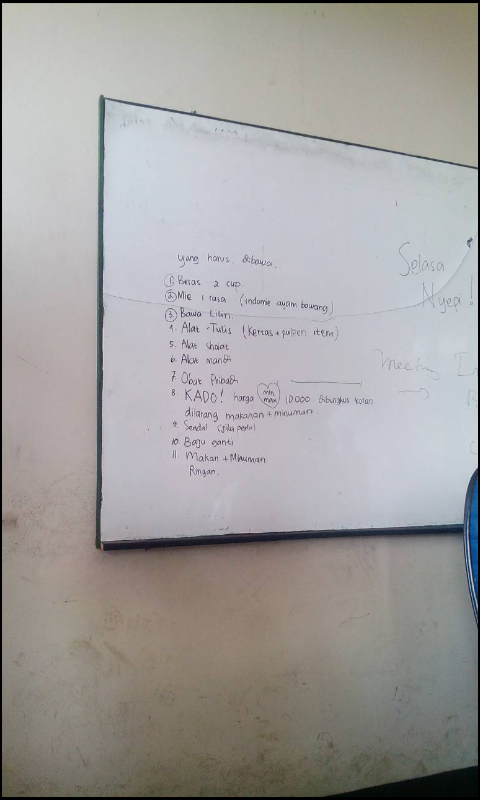 yang harus dibawa.
① Beras 2 cup.
② Mie 1 rasa (indomie ayam bawang)
③ Bawa Lilin
4. Alat -Tulis (kertas + pulpen item)
5. Alat sholat
6. Alat mandi
7. Obat Pribadi
8. KADO! harga min max 10.000 dibungkus koran
dilarang makanan + minuman
9. Sendal (jika perlu)
10. Baju ganti
11. Makan + Minuman
Ringan.
Selasa
Nyepi!
Meeting